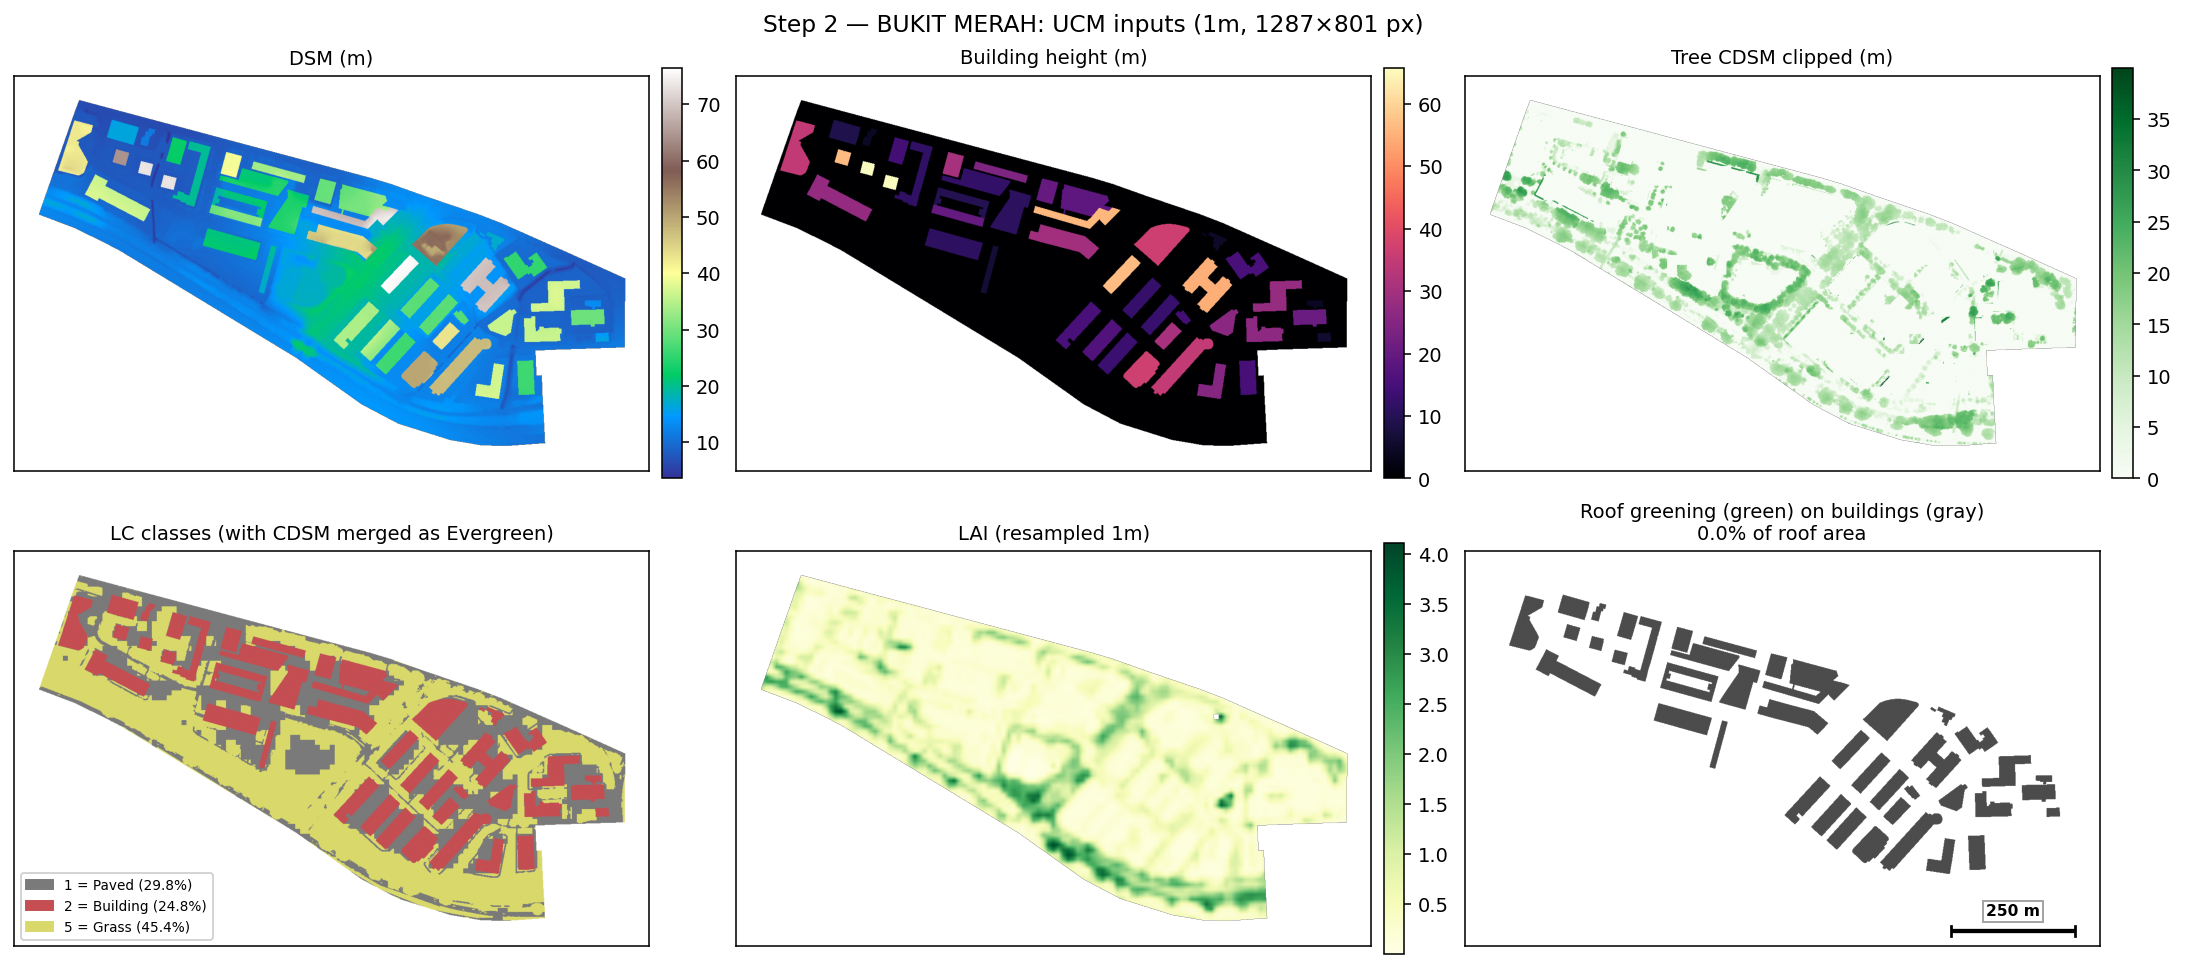 Step 2 — BUKIT MERAH: UCM inputs (1m, 1287×801 px)
DSM (m)
70
60
50
40
30
20
10
Building height (m)
60
50
40
30
20
10
0
Tree CDSM clipped (m)
35
30
25
20
15
10
5
0
LC classes (with CDSM merged as Evergreen)
1 = Paved (29.8%)
2 = Building (24.8%)
5 = Grass (45.4%)
LAI (resampled 1m)
4.0
3.5
3.0
2.5
2.0
1.5
1.0
0.5
Roof greening (green) on buildings (gray)
0.0% of roof area
250 m